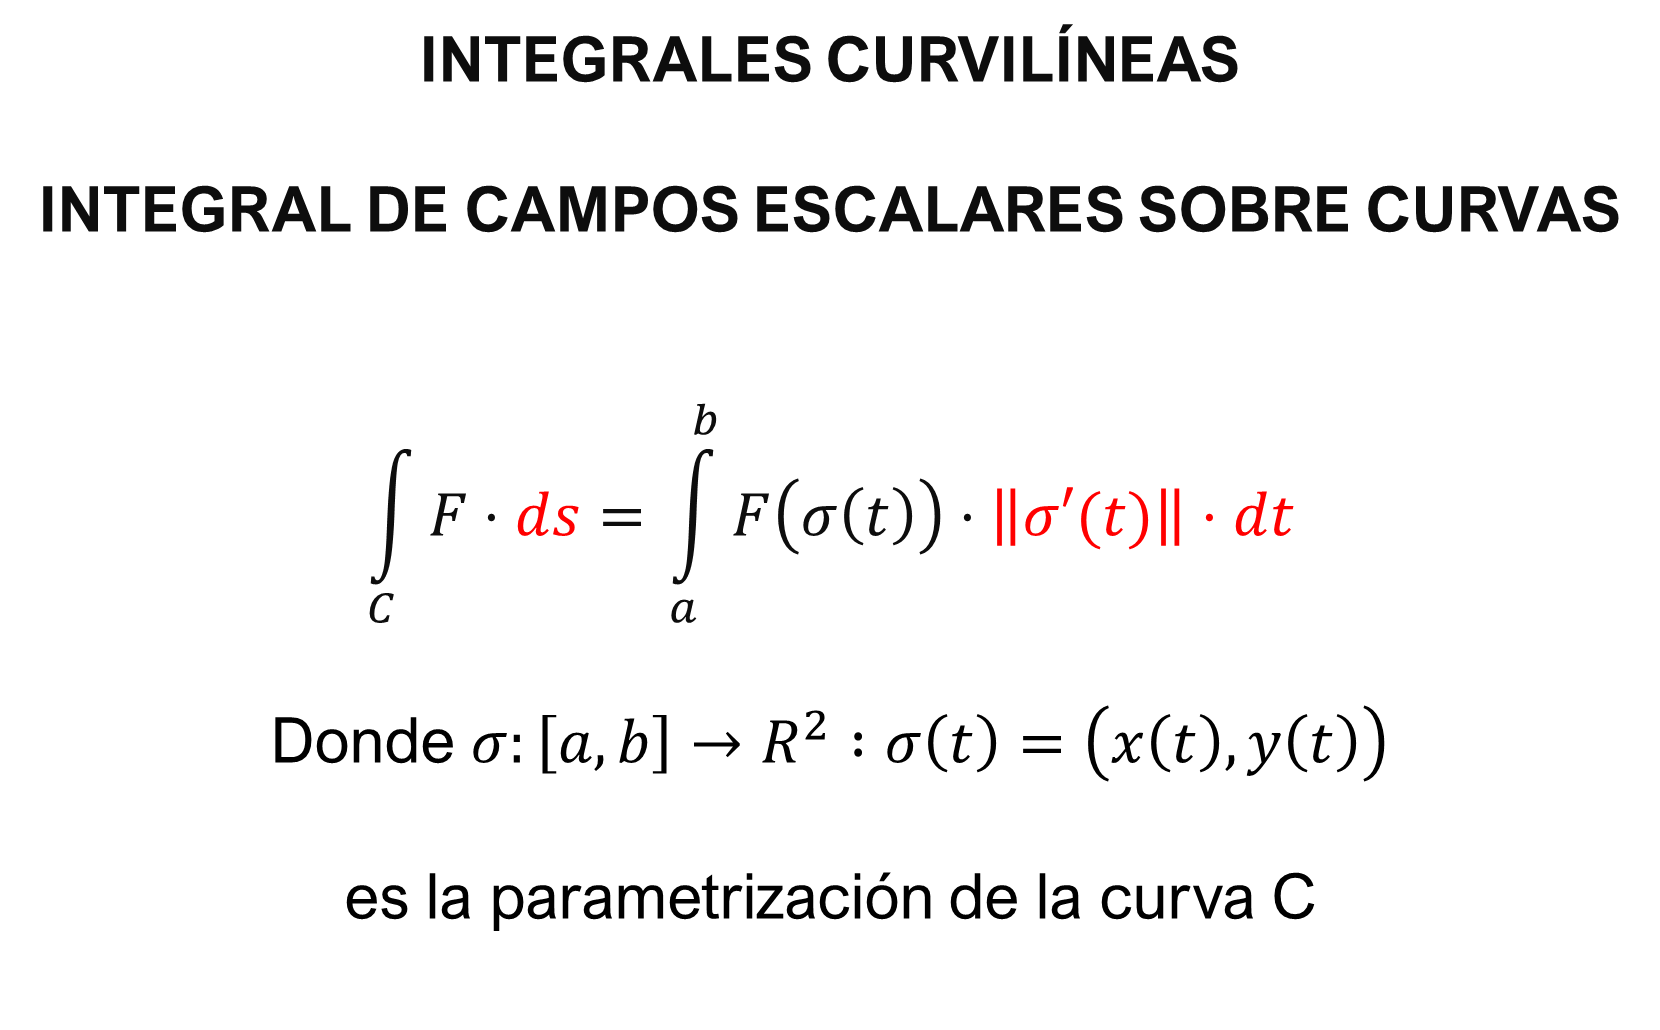 INTEGRALES CURVILÍNEAS
INTEGRAL DE CAMPOS ESCALARES SOBRE CURVAS
∫_C F · ds = ∫_a^b F(σ(t)) · ‖σ′(t)‖ · dt
Donde σ: [a, b] → R² : σ(t) = (x(t), y(t))
es la parametrización de la curva C